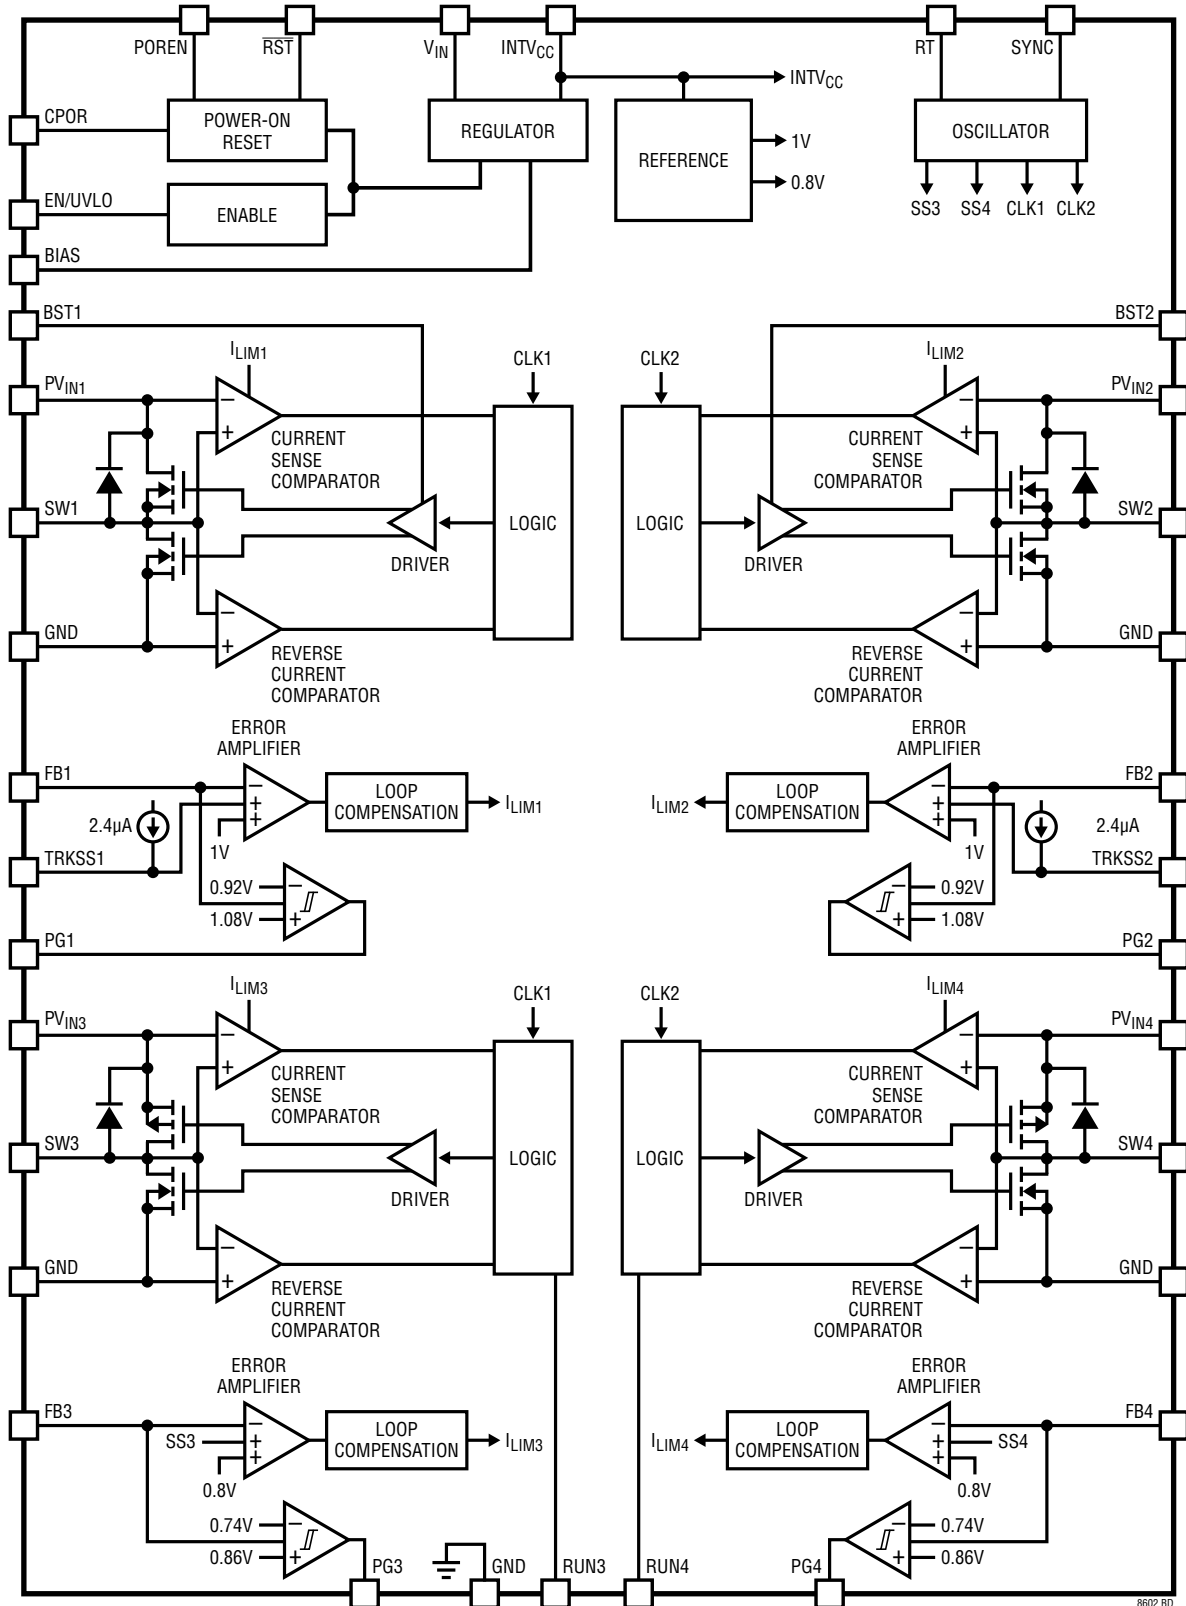 POREN
RST
VIN
INTVCC
RT
SYNC
INTVCC
CPOR
POWER-ON
RESET
REGULATOR
REFERENCE
1V
0.8V
OSCILLATOR
EN/UVLO
ENABLE
SS3
SS4
CLK1
CLK2
BIAS
BST1
BST2
ILIM1
CLK1
CLK2
ILIM2
PVIN1
PVIN2
−
+
CURRENT
SENSE
COMPARATOR
−
+
CURRENT
SENSE
COMPARATOR
SW1
LOGIC
LOGIC
SW2
DRIVER
DRIVER
GND
GND
−
+
REVERSE
CURRENT
COMPARATOR
−
+
REVERSE
CURRENT
COMPARATOR
ERROR
AMPLIFIER
ERROR
AMPLIFIER
FB1
−
+
+
LOOP
COMPENSATION
ILIM1
ILIM2
LOOP
COMPENSATION
−
+
+
FB2
2.4µA
1V
1V
2.4µA
TRKSS1
TRKSS2
0.92V
−
1.08V
+
−
0.92V
+
1.08V
PG1
PG2
ILIM3
CLK1
CLK2
ILIM4
PVIN3
PVIN4
−
+
CURRENT
SENSE
COMPARATOR
−
+
CURRENT
SENSE
COMPARATOR
SW3
LOGIC
LOGIC
SW4
DRIVER
DRIVER
GND
GND
−
+
REVERSE
CURRENT
COMPARATOR
−
+
REVERSE
CURRENT
COMPARATOR
ERROR
AMPLIFIER
ERROR
AMPLIFIER
FB3
SS3
−
+
+
LOOP
COMPENSATION
ILIM3
ILIM4
LOOP
COMPENSATION
−
+
+
SS4
FB4
0.8V
0.8V
0.74V
−
0.86V
+
−
0.74V
+
0.86V
PG3
GND
RUN3
RUN4
PG4
8602 BD